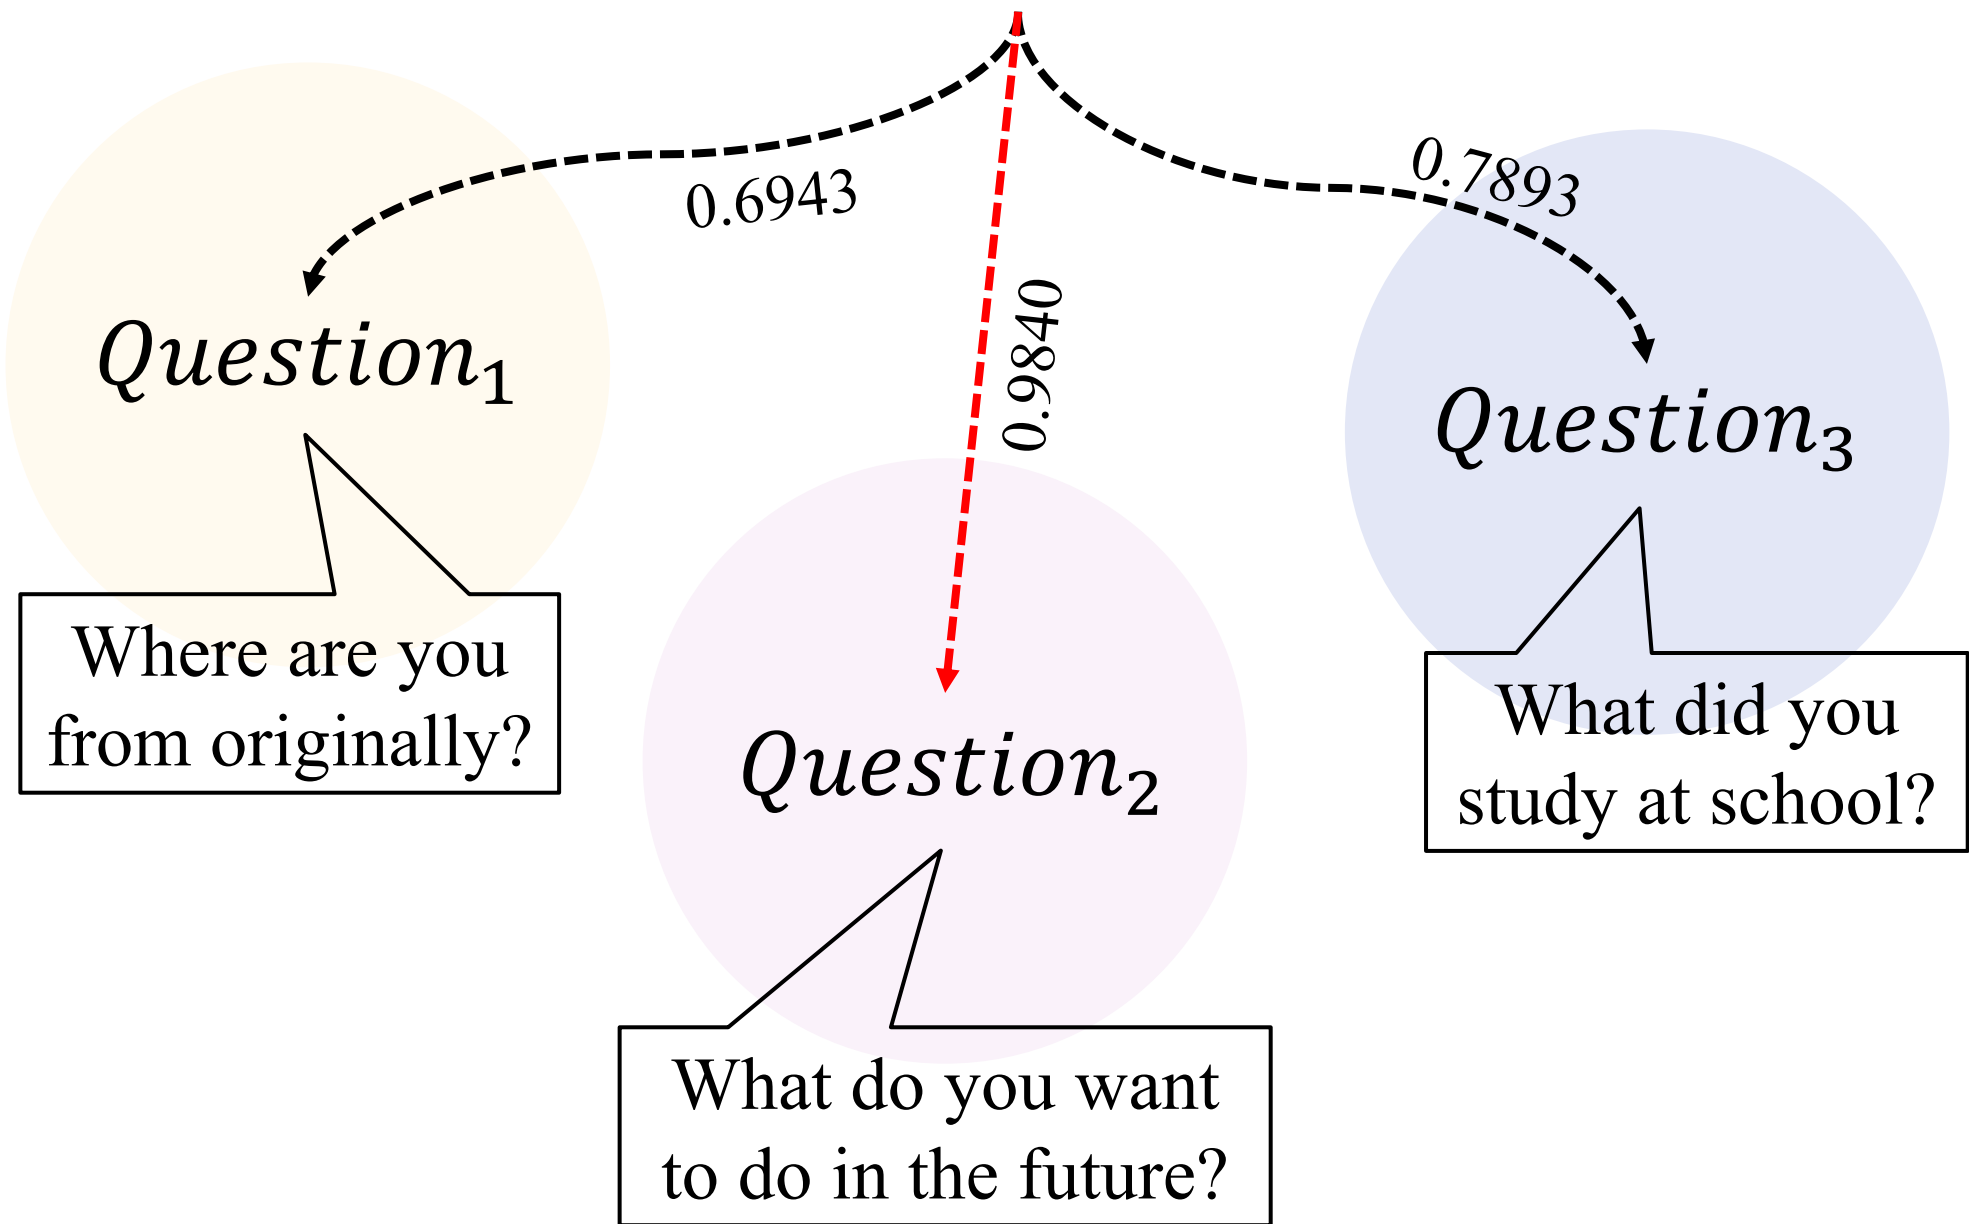 0.6943
0.7893
0.9840
Question1
Where are you
from originally?
Question2
What do you want
to do in the future?
Question3
What did you
study at school?